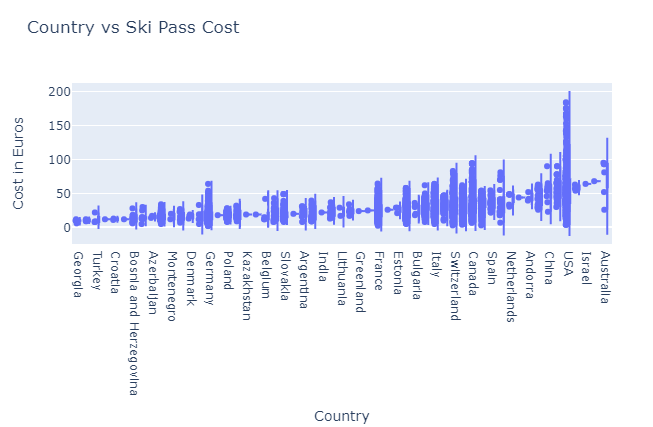 Country vs Ski Pass Cost
Cost in Euros
200
150
100
50
0
Georgia
Turkey
Croatia
Bosnia and Herzegovina
Azerbaijan
Montenegro
Denmark
Germany
Poland
Kazakhstan
Belgium
Slovakia
Argentina
India
Lithuania
Greenland
France
Estonia
Bulgaria
Italy
Switzerland
Canada
Spain
Netherlands
Andorra
China
USA
Israel
Australia
Country